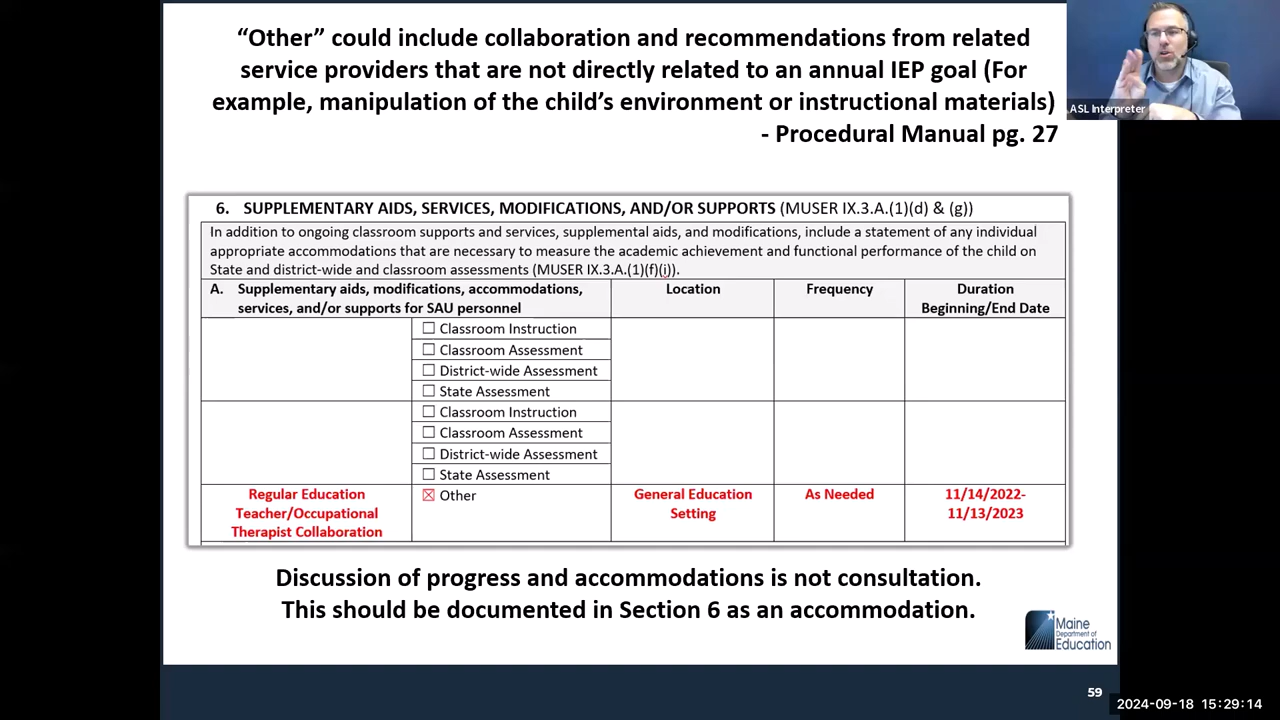 “Other” could include collaboration and recommendations from related
service providers that are not directly related to an annual IEP goal (For
example, manipulation of the child’s environment or instructional materials)
- Procedural Manual pg. 27
ASL Interpreter
6. SUPPLEMENTARY AIDS, SERVICES, MODIFICATIONS, AND/OR SUPPORTS (MUSER IX.3.A.(1)(d) & (g))
In addition to ongoing classroom supports and services, supplemental aids, and modifications, include a statement of any individual
appropriate accommodations that are necessary to measure the academic achievement and functional performance of the child on
State and district-wide and classroom assessments (MUSER IX.3.A.(1)(f)(i)).
A. Supplementary aids, modifications, accommodations,
services, and/or supports for SAU personnel
Location
Frequency
Duration
Beginning/End Date
☐ Classroom Instruction
☐ Classroom Assessment
☐ District-wide Assessment
☐ State Assessment
☐ Classroom Instruction
☐ Classroom Assessment
☐ District-wide Assessment
☐ State Assessment
Regular Education
Teacher/Occupational
Therapist Collaboration
☒ Other
General Education
Setting
As Needed
11/14/2022-
11/13/2023
Discussion of progress and accommodations is not consultation.
This should be documented in Section 6 as an accommodation.
Maine
Department of
Education
59
2024-09-18 15:29:14